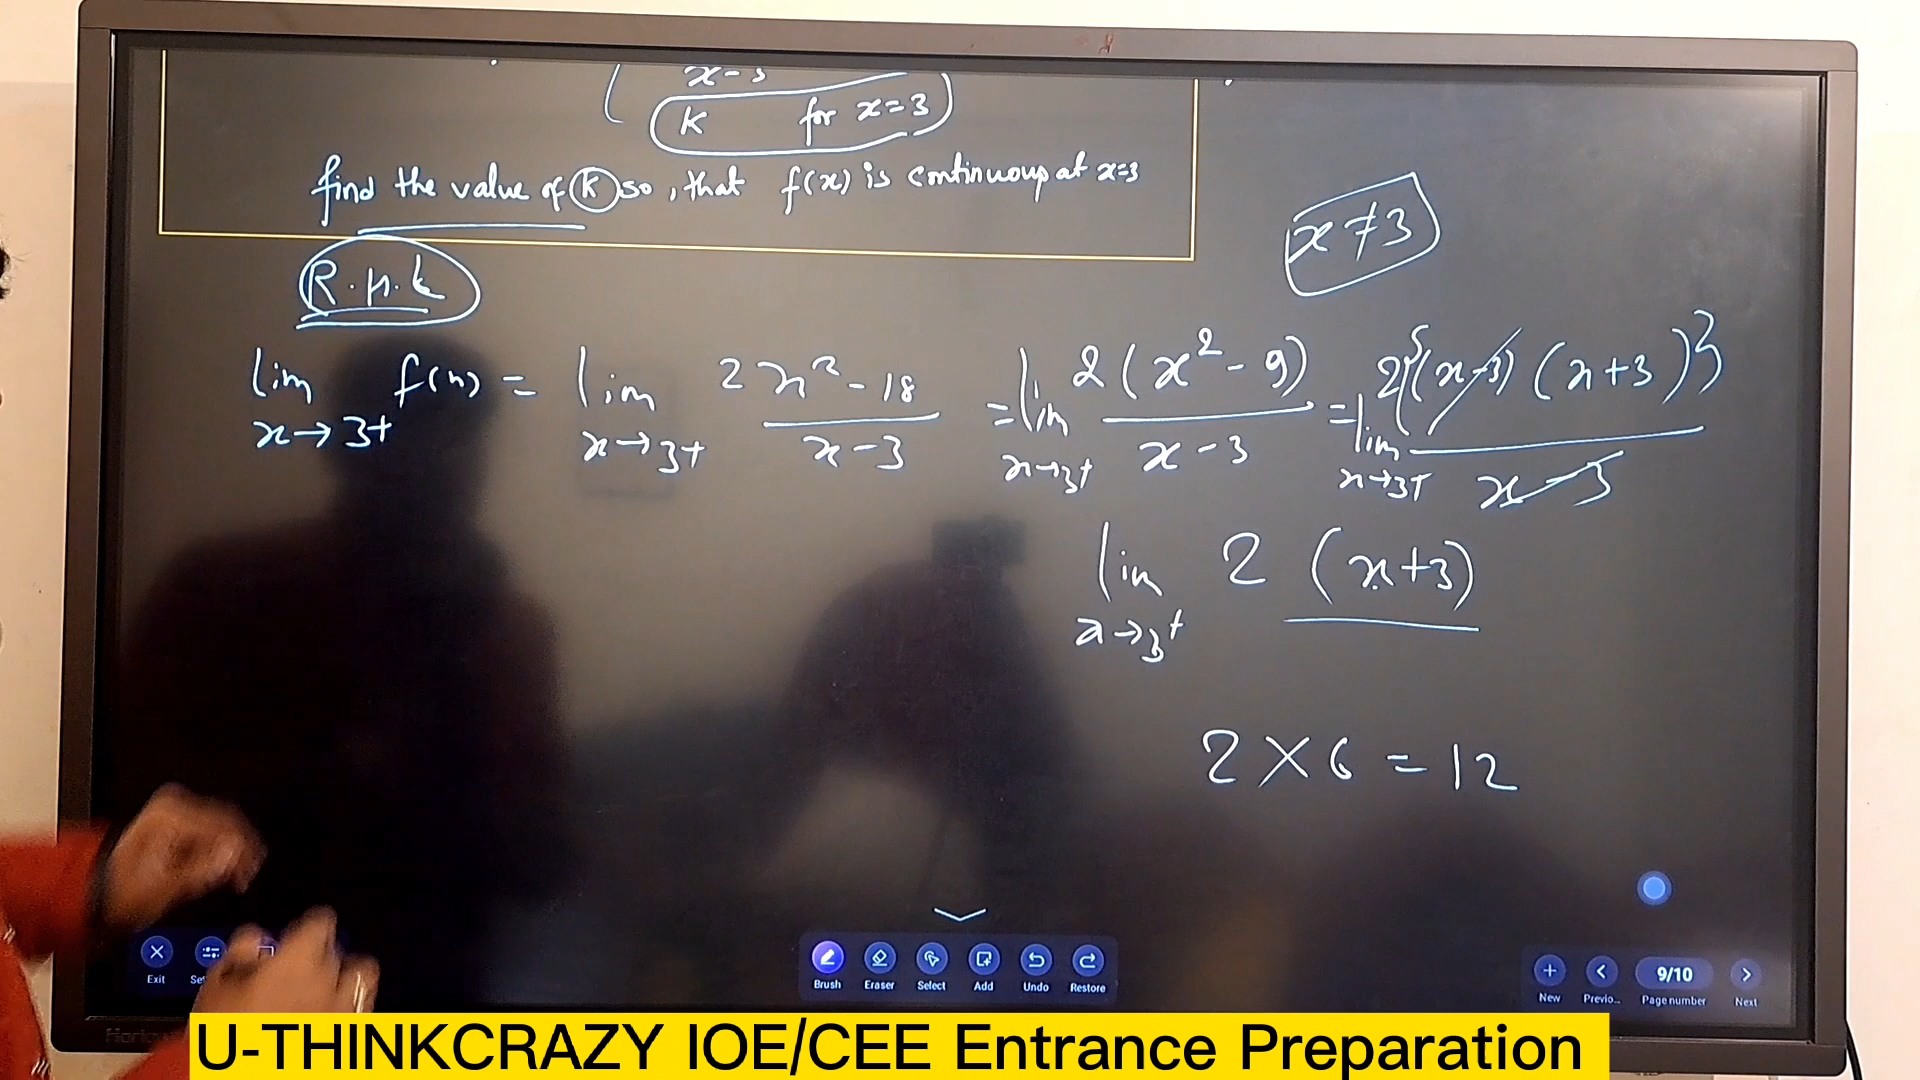 x-3
k for x=3
find the value of k so, that f(x) is continuous at x=3
x≠3
R.H.L
lim x→3+ f(x) = lim x→3+ 2x²-18 / x-3 = lim x→3+ 2(x²-9) / x-3 = lim x→3+ 2{(x-3)(x+3)} / x-3
lim x→3+ 2 (x+3)
2×6=12
Exit
Brush Eraser Select Add Undo Restore
New Previo... 9/10 Page number Next
U-THINKCRAZY IOE/CEE Entrance Preparation